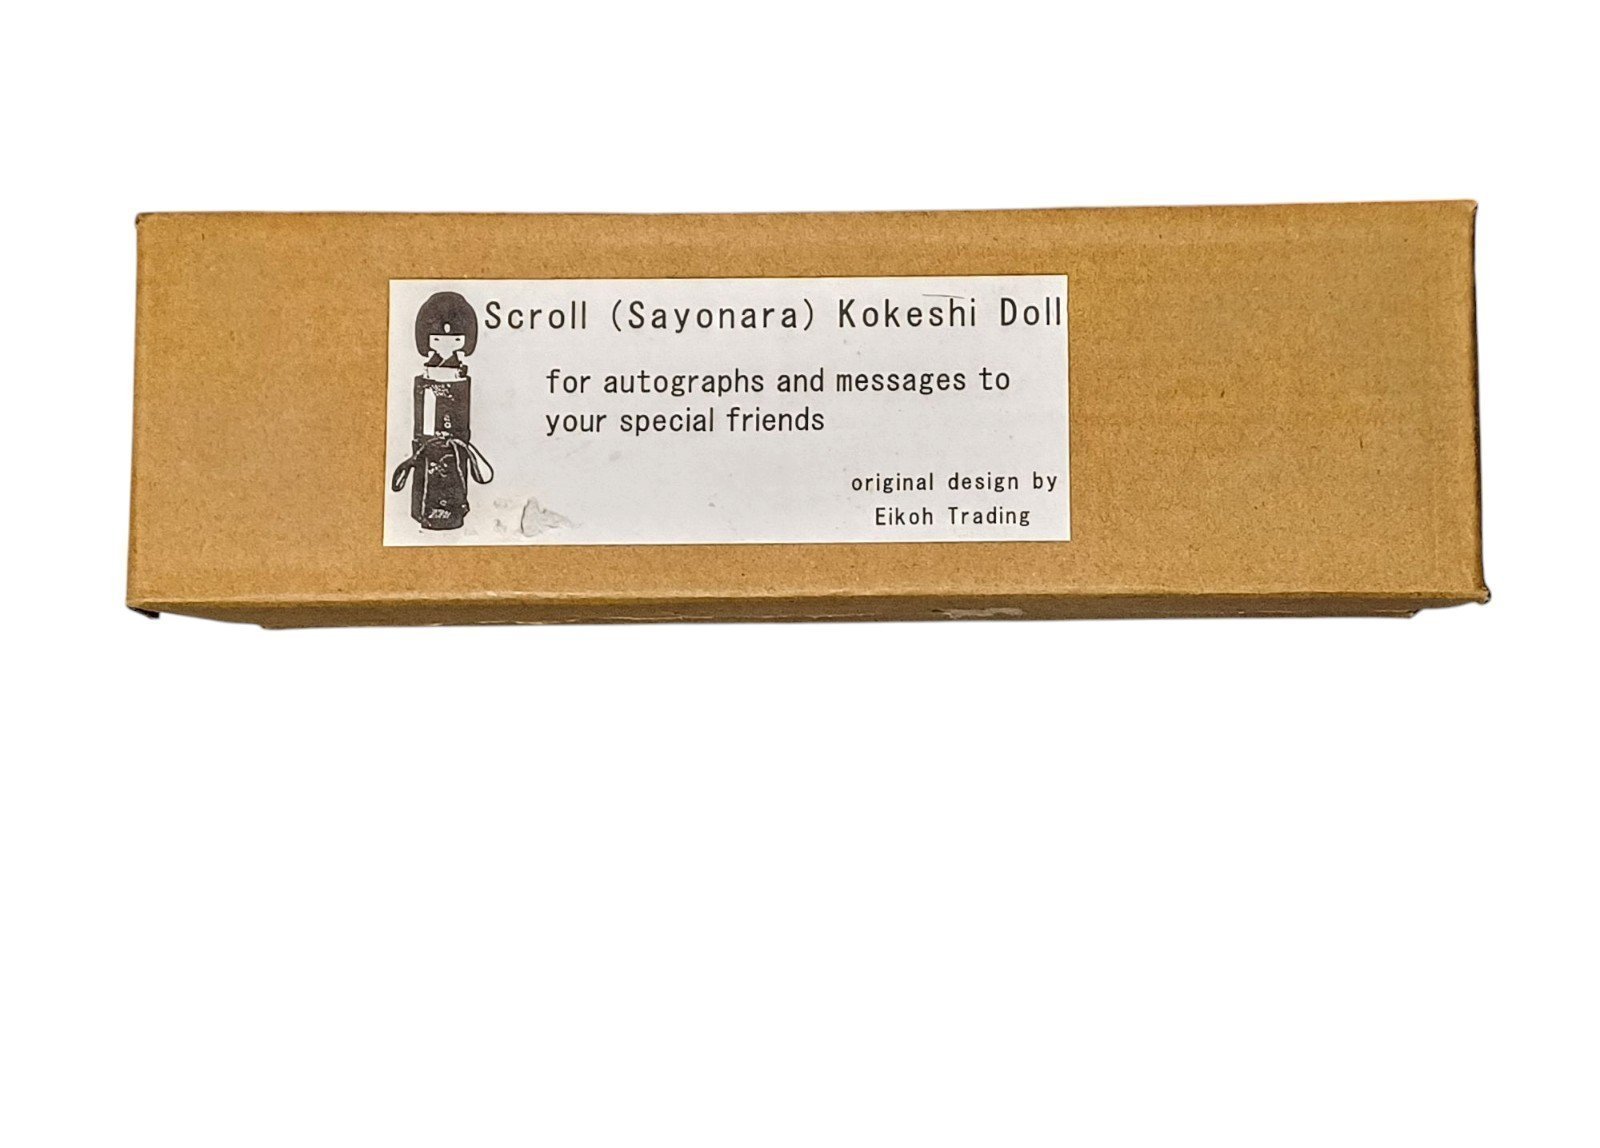 Scroll (Sayonara) Kokeshi Doll
for autographs and messages to
your special friends
original design by
Eikoh Trading